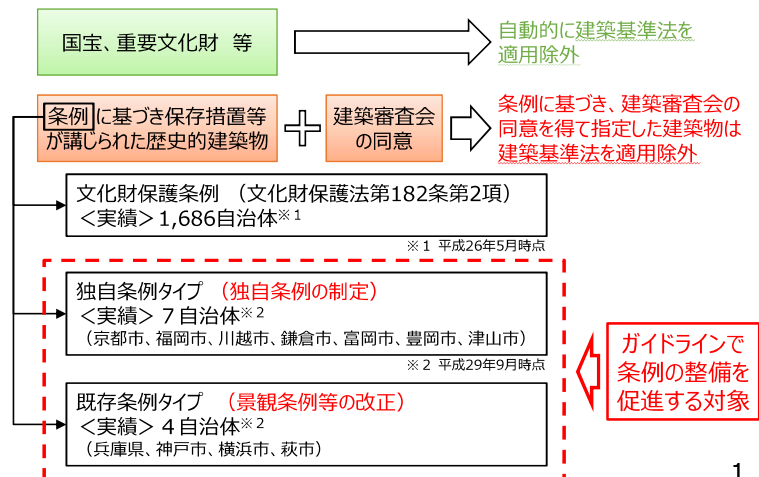 国宝、重要文化財　等
自動的に建築基準法を
適用除外
条例に基づき保存措置等
が講じられた歴史的建築物
建築審査会
の同意
条例に基づき、建築審査会の
同意を得て指定した建築物は
建築基準法を適用除外
文化財保護条例　（文化財保護法第182条第2項）
＜実績＞1,686自治体※1
※１ 平成26年5月時点
独自条例タイプ　（独自条例の制定）
＜実績＞７自治体※2
（京都市、福岡市、川越市、鎌倉市、富岡市、豊岡市、津山市）
※２ 平成29年9月時点
既存条例タイプ　（景観条例等の改正）
＜実績＞４自治体※2
（兵庫県、神戸市、横浜市、萩市）
ガイドラインで
条例の整備を
促進する対象
1